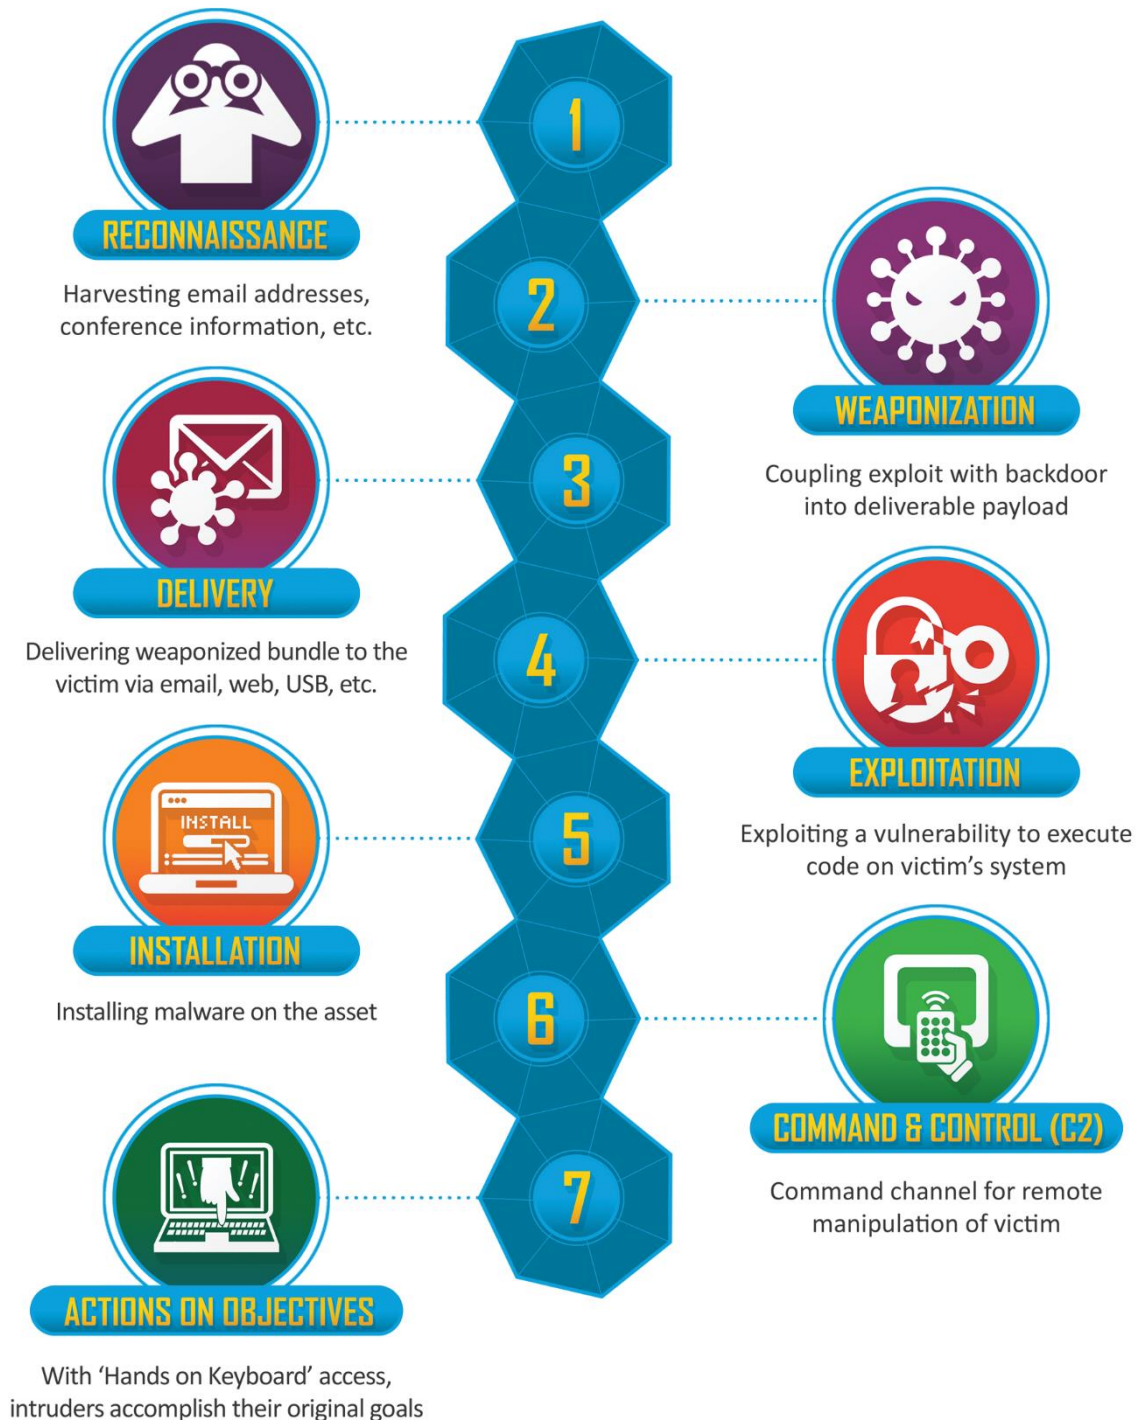 1
RECONNAISSANCE
Harvesting email addresses,
conference information, etc.
2
WEAPONIZATION
Coupling exploit with backdoor
into deliverable payload
3
DELIVERY
Delivering weaponized bundle to the
victim via email, web, USB, etc.
4
EXPLOITATION
Exploiting a vulnerability to execute
code on victim’s system
5
INSTALL
INSTALLATION
Installing malware on the asset
6
COMMAND & CONTROL (C2)
Command channel for remote
manipulation of victim
7
ACTIONS ON OBJECTIVES
With ‘Hands on Keyboard’ access,
intruders accomplish their original goals